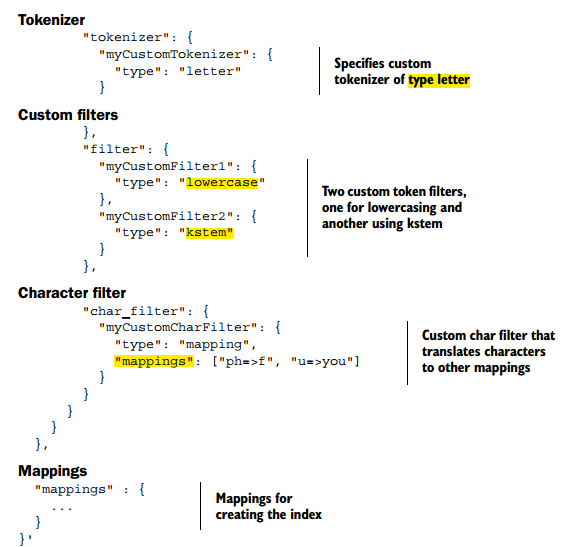 Tokenizer
"tokenizer": {
"myCustomTokenizer": {
"type": "letter"
}
Specifies custom
tokenizer of type letter
Custom filters
},
"filter": {
"myCustomFilter1": {
"type": "lowercase"
},
"myCustomFilter2": {
"type": "kstem"
}
},
Two custom token filters,
one for lowercasing and
another using kstem
Character filter
"char_filter": {
"myCustomCharFilter": {
"type": "mapping",
"mappings": ["ph=>f", "u=>you"]
}
}
}
}
},
Custom char filter that
translates characters
to other mappings
Mappings
"mappings" : {
...
}
}'
Mappings for
creating the index